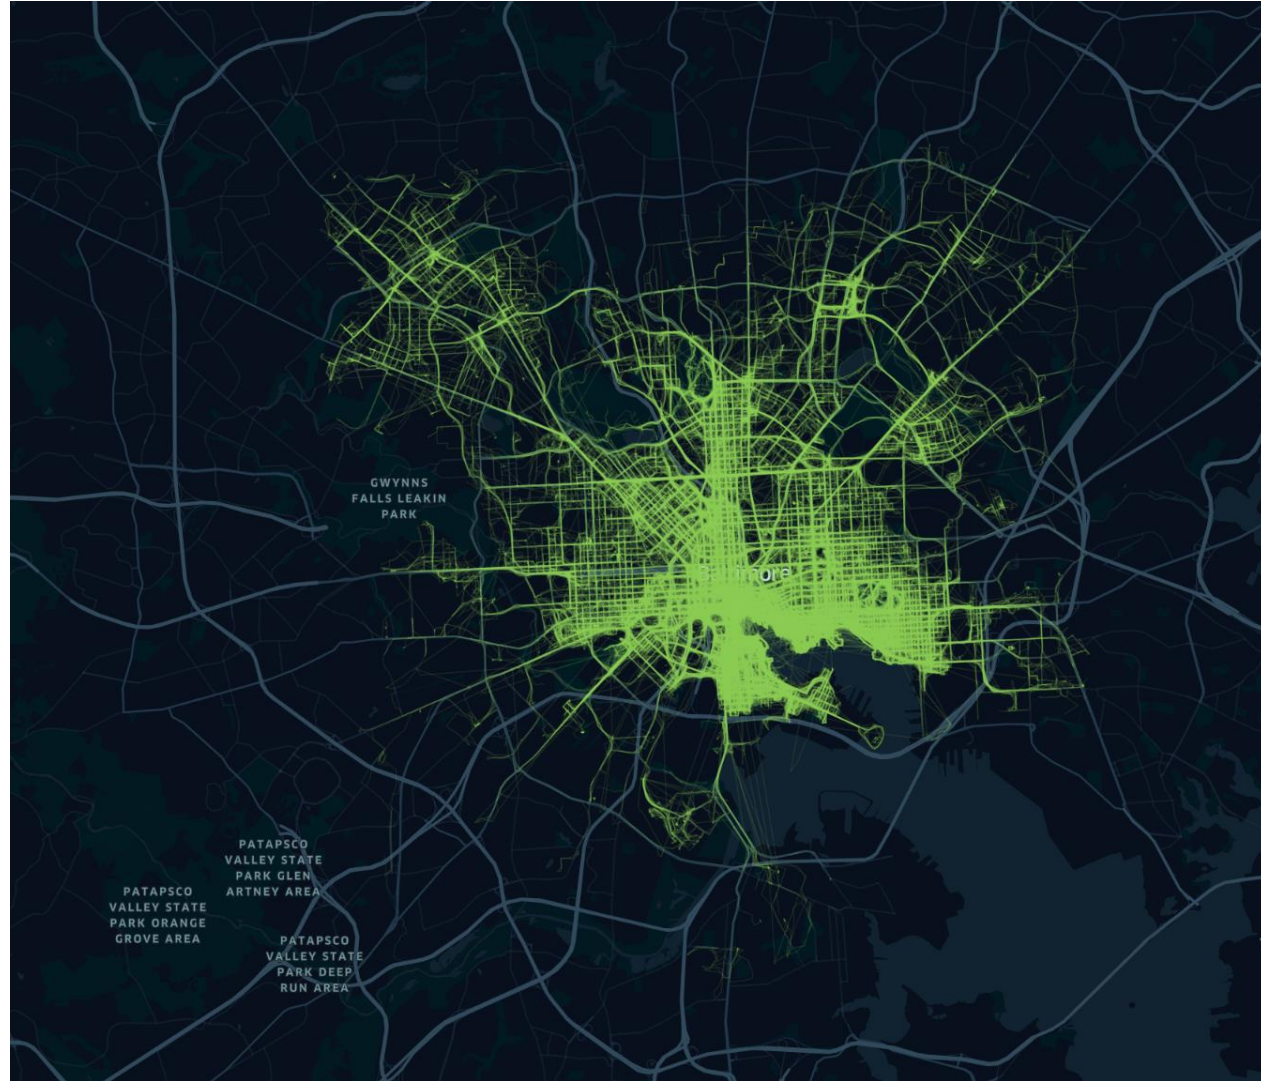 GWYNNS
FALLS LEAKIN
PARK
PATAPSCO
VALLEY STATE
PARK GLEN
ARTNEY AREA
PATAPSCO
VALLEY STATE
PARK ORANGE
GROVE AREA
PATAPSCO
VALLEY STATE
PARK DEEP
RUN AREA